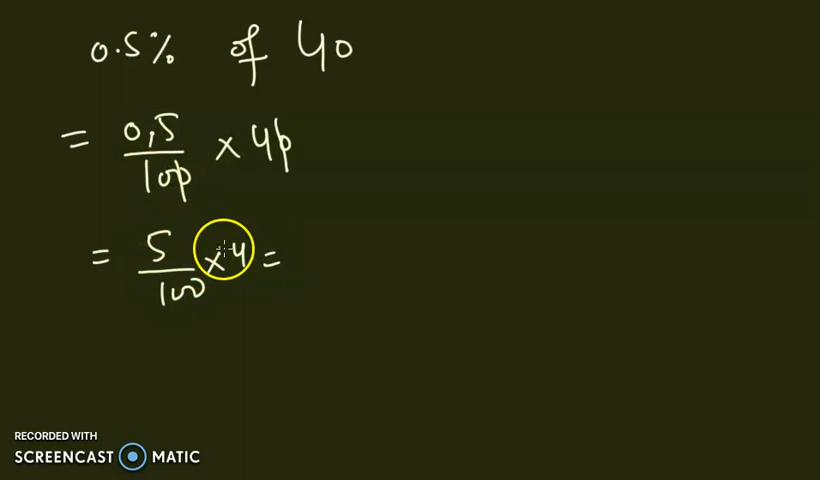 0.5% of 40
= 0.5/100 × 40
= 5/100 × 4 =
RECORDED WITH
SCREENCAST MATIC